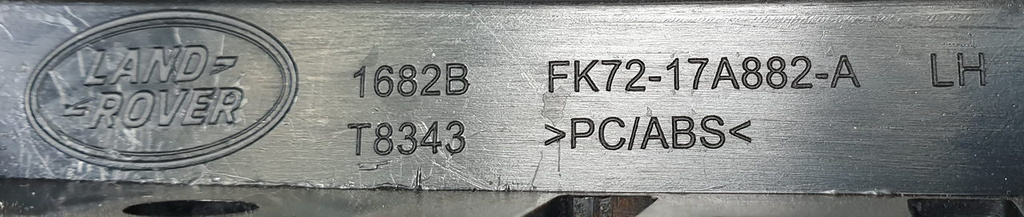 LAND
ROVER
1682B FK72-17A882-A LH
T8343 >PC/ABS<